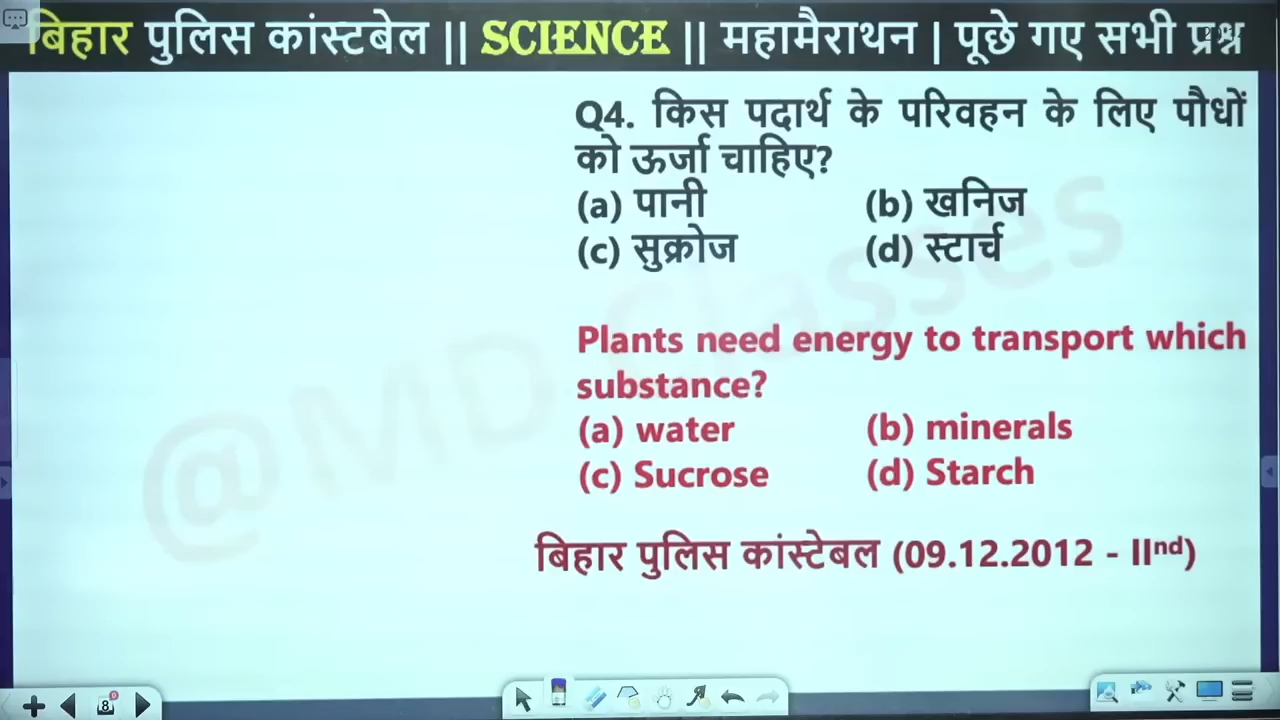 बिहार पुलिस कांस्टबेल || SCIENCE || महामैराथन | पूछे गए सभी प्रश्न
Q4. किस पदार्थ के परिवहन के लिए पौधों
को ऊर्जा चाहिए?
(a) पानी (b) खनिज
(c) सुक्रोज (d) स्टार्च
Plants need energy to transport which
substance?
(a) water (b) minerals
(c) Sucrose (d) Starch
बिहार पुलिस कांस्टेबल (09.12.2012 - IInd)
@MD Classes
8